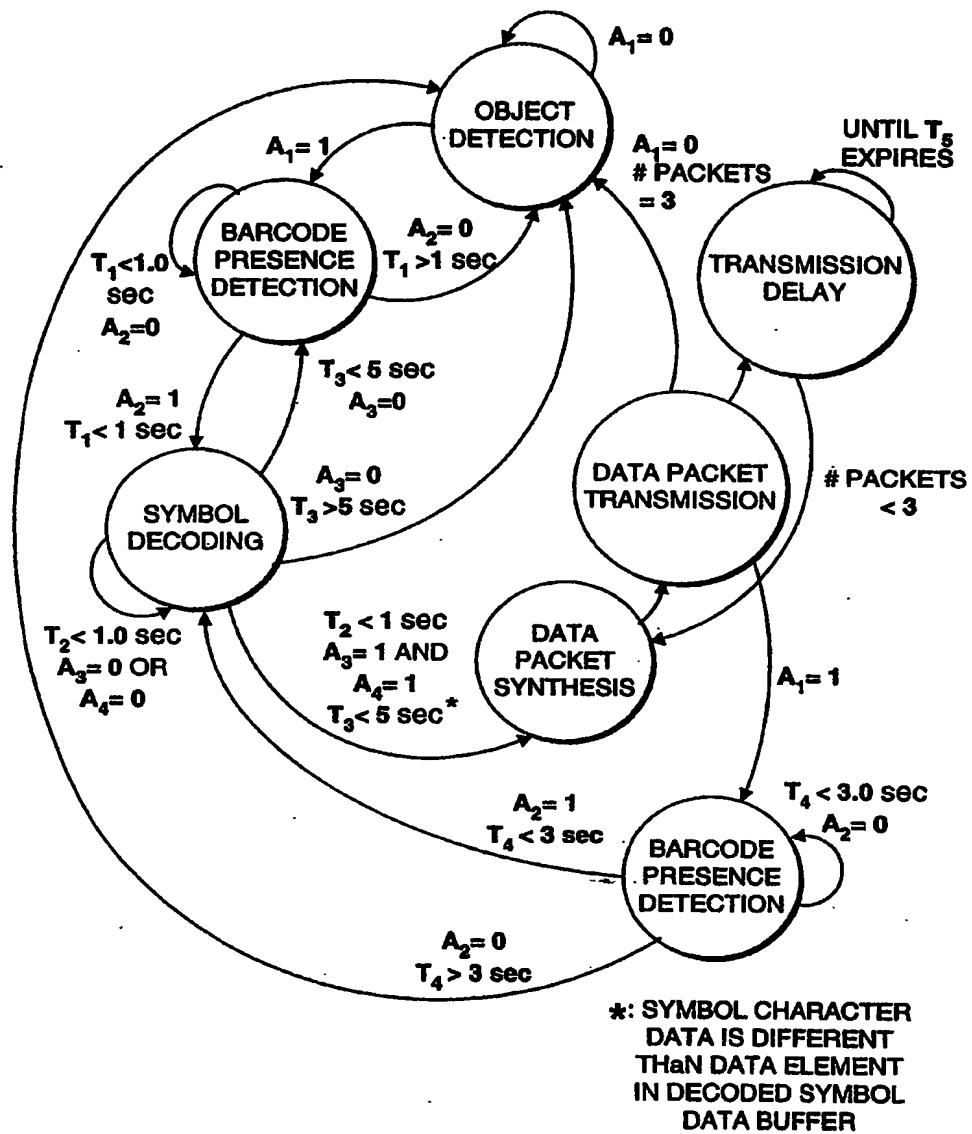 A₁= 0
OBJECT
DETECTION
A₁= 1
A₁= 0
# PACKETS
= 3
UNTIL T₅
EXPIRES
BARCODE
PRESENCE
DETECTION
A₂= 0
T₁ >1 sec
TRANSMISSION
DELAY
T₁<1.0
sec
A₂=0
T₃< 5 sec
A₃=0
A₂= 1
T₁< 1 sec
DATA PACKET
TRANSMISSION
# PACKETS
< 3
A₃= 0
T₃ >5 sec
SYMBOL
DECODING
T₂< 1.0 sec
A₃= 0 OR
A₄= 0
T₂ < 1 sec
A₃= 1 AND
A₄= 1
T₃< 5 sec*
DATA
PACKET
SYNTHESIS
A₁= 1
A₂= 1
T₄ < 3 sec
T₄ < 3.0 sec
A₂= 0
BARCODE
PRESENCE
DETECTION
A₂= 0
T₄ > 3 sec
*: SYMBOL CHARACTER
DATA IS DIFFERENT
THaN DATA ELEMENT
IN DECODED SYMBOL
DATA BUFFER